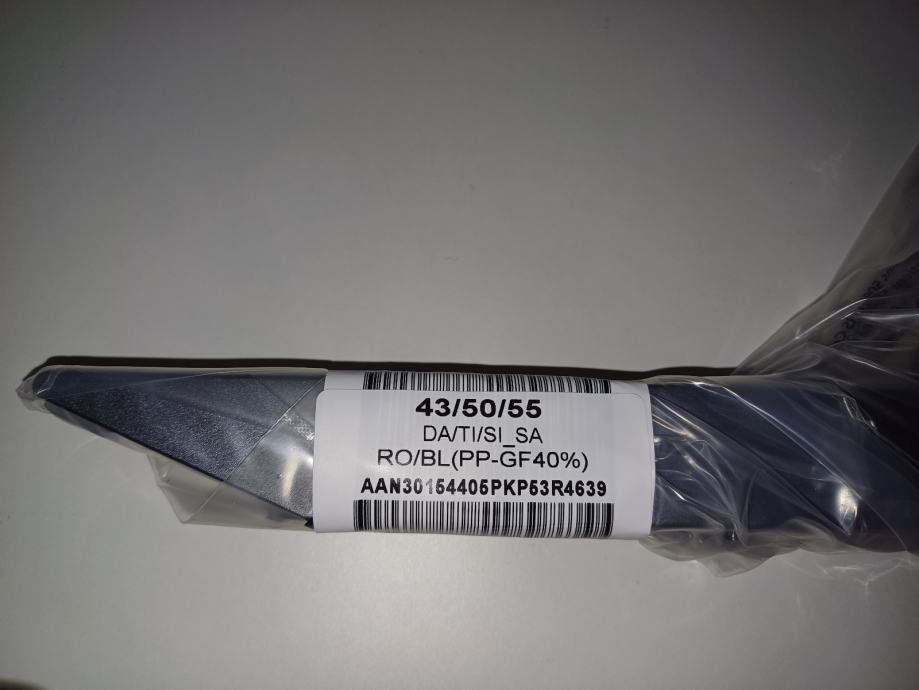 43/50/55
DA/TI/SI_SA
RO/BL(PP-GF40%)
AAN30154405PKP53R4639